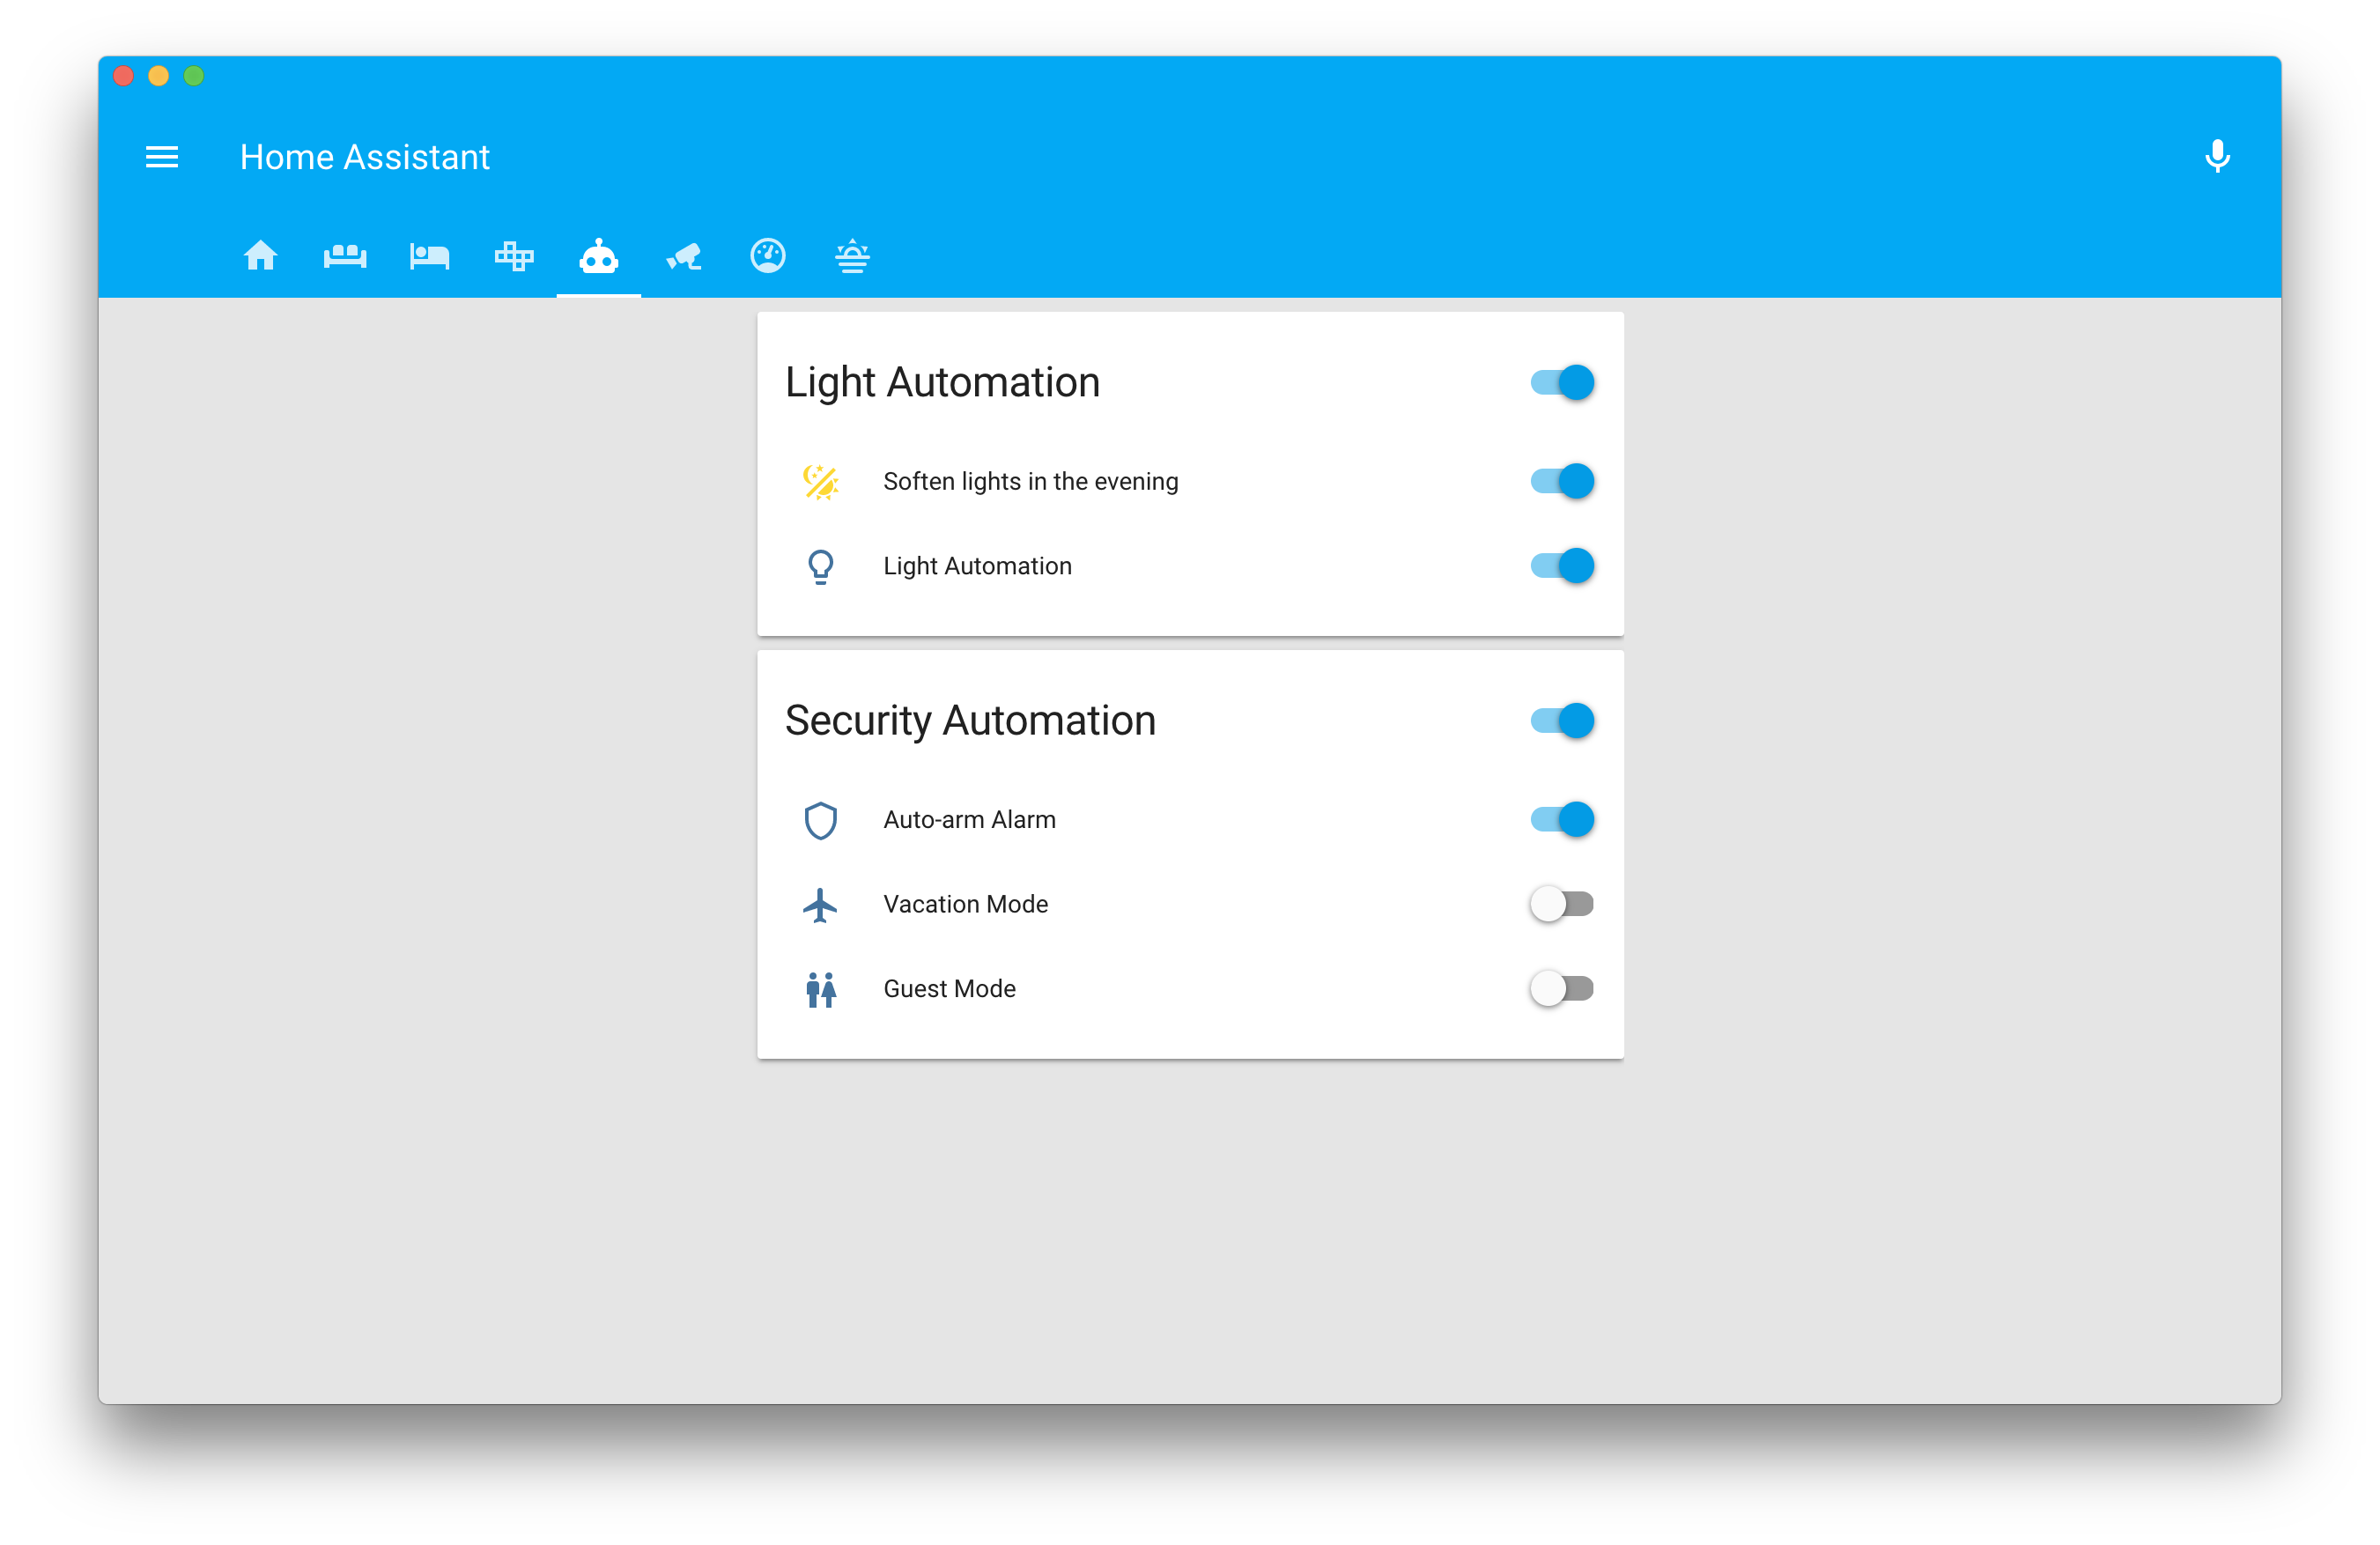 Home Assistant
Light Automation
Soften lights in the evening
Light Automation
Security Automation
Auto-arm Alarm
Vacation Mode
Guest Mode